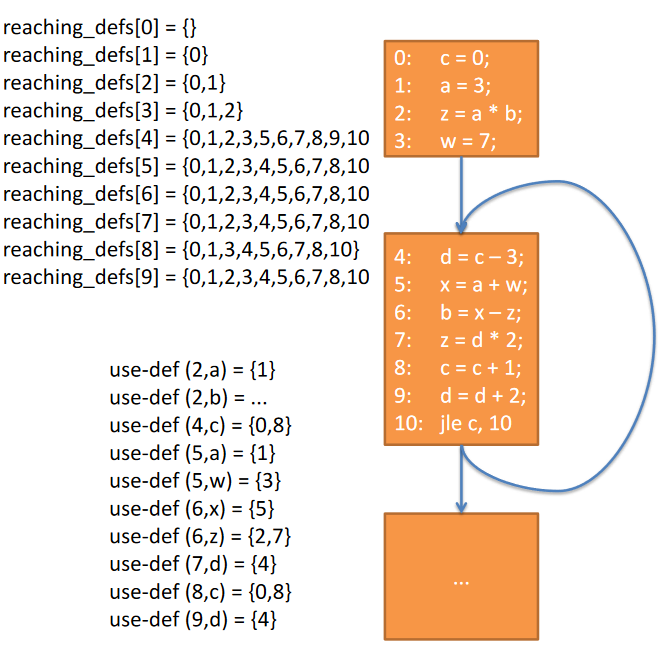 reaching_defs[0] = {}
reaching_defs[1] = {0}
reaching_defs[2] = {0,1}
reaching_defs[3] = {0,1,2}
reaching_defs[4] = {0,1,2,3,5,6,7,8,9,10
reaching_defs[5] = {0,1,2,3,4,5,6,7,8,10
reaching_defs[6] = {0,1,2,3,4,5,6,7,8,10
reaching_defs[7] = {0,1,2,3,4,5,6,7,8,10
reaching_defs[8] = {0,1,3,4,5,6,7,8,10}
reaching_defs[9] = {0,1,2,3,4,5,6,7,8,10
use-def (2,a) = {1}
use-def (2,b) = ...
use-def (4,c) = {0,8}
use-def (5,a) = {1}
use-def (5,w) = {3}
use-def (6,x) = {5}
use-def (6,z) = {2,7}
use-def (7,d) = {4}
use-def (8,c) = {0,8}
use-def (9,d) = {4}
0: c = 0;
1: a = 3;
2: z = a * b;
3: w = 7;
4: d = c – 3;
5: x = a + w;
6: b = x – z;
7: z = d * 2;
8: c = c + 1;
9: d = d + 2;
10: jle c, 10
...